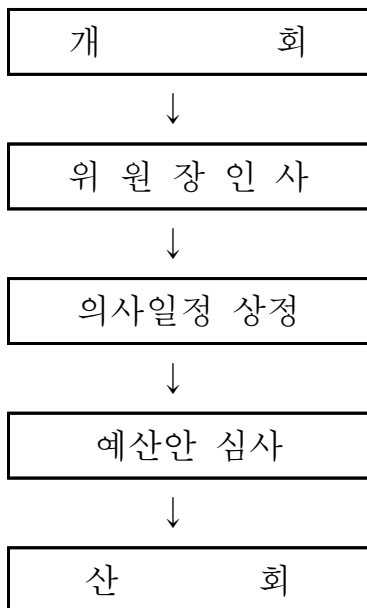 개 회
↓
위 원 장 인 사
↓
의사일정 상정
↓
예산안 심사
↓
산 회